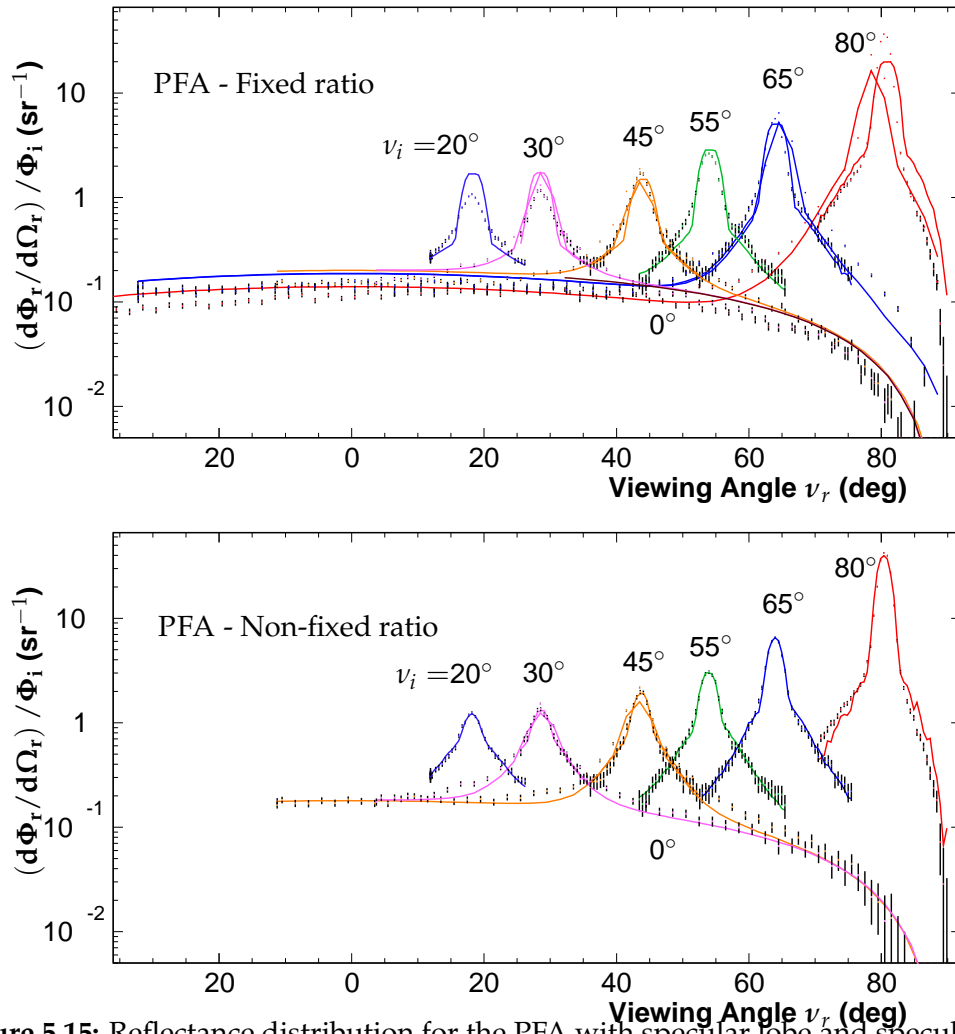 (dΦr/dΩr) /Φi (sr−1)
PFA - Fixed ratio
νi =20°
30°
45°
55°
65°
80°
0°
10
1
10 -1
10 -2
20 0 20 40 60 80
Viewing Angle νr (deg)
(dΦr/dΩr) /Φi (sr−1)
PFA - Non-fixed ratio
νi =20°
30°
45°
55°
65°
80°
0°
10
1
10 -1
10 -2
20 0 20 40 60 80
Viewing Angle νr (deg)
ure 5.15: Reflectance distribution for the PFA with specular lobe and specul